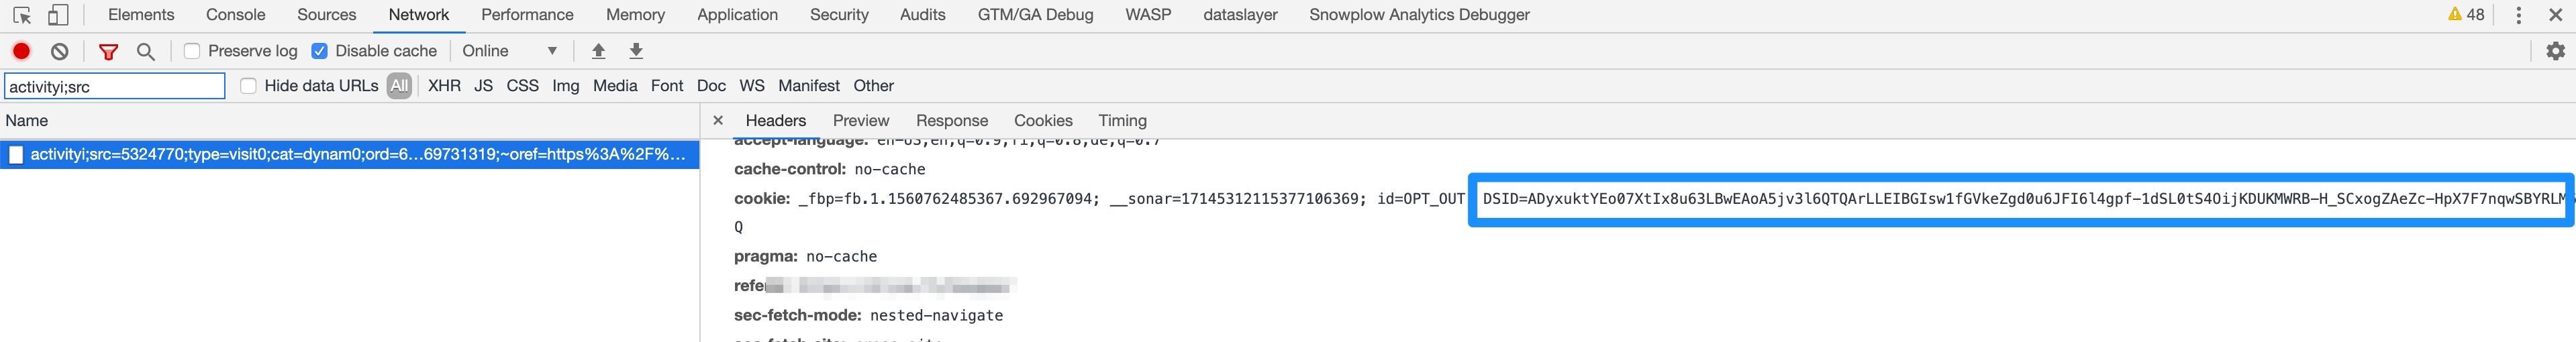 Elements Console Sources Network Performance Memory Application Security Audits GTM/GA Debug WASP dataslayer Snowplow Analytics Debugger 48
Preserve log Disable cache Online
activityi;src Hide data URLs All XHR JS CSS Img Media Font Doc WS Manifest Other
Name
Headers Preview Response Cookies Timing
activityi;src=5324770;type=visit0;cat=dynam0;ord=6…69731319;~oref=https%3A%2F%…
accept-language: en-US,en;q=0.9,fi;q=0.8,de;q=0.7
cache-control: no-cache
cookie: _fbp=fb.1.1560762485367.692967094; __sonar=17145312115377106369; id=OPT_OUT DSID=ADyxuktYEo07XtIx8u63LBwEAoA5jv3l6QTQArLLEIBGIsw1fGVkeZgd0u6JFI6l4gpf-1dSL0tS4OijKDUKMWRB-H_SCxogZAeZc-HpX7F7nqwSBYRLM
Q
pragma: no-cache
refe
sec-fetch-mode: nested-navigate
sec-fetch-site: cross-site